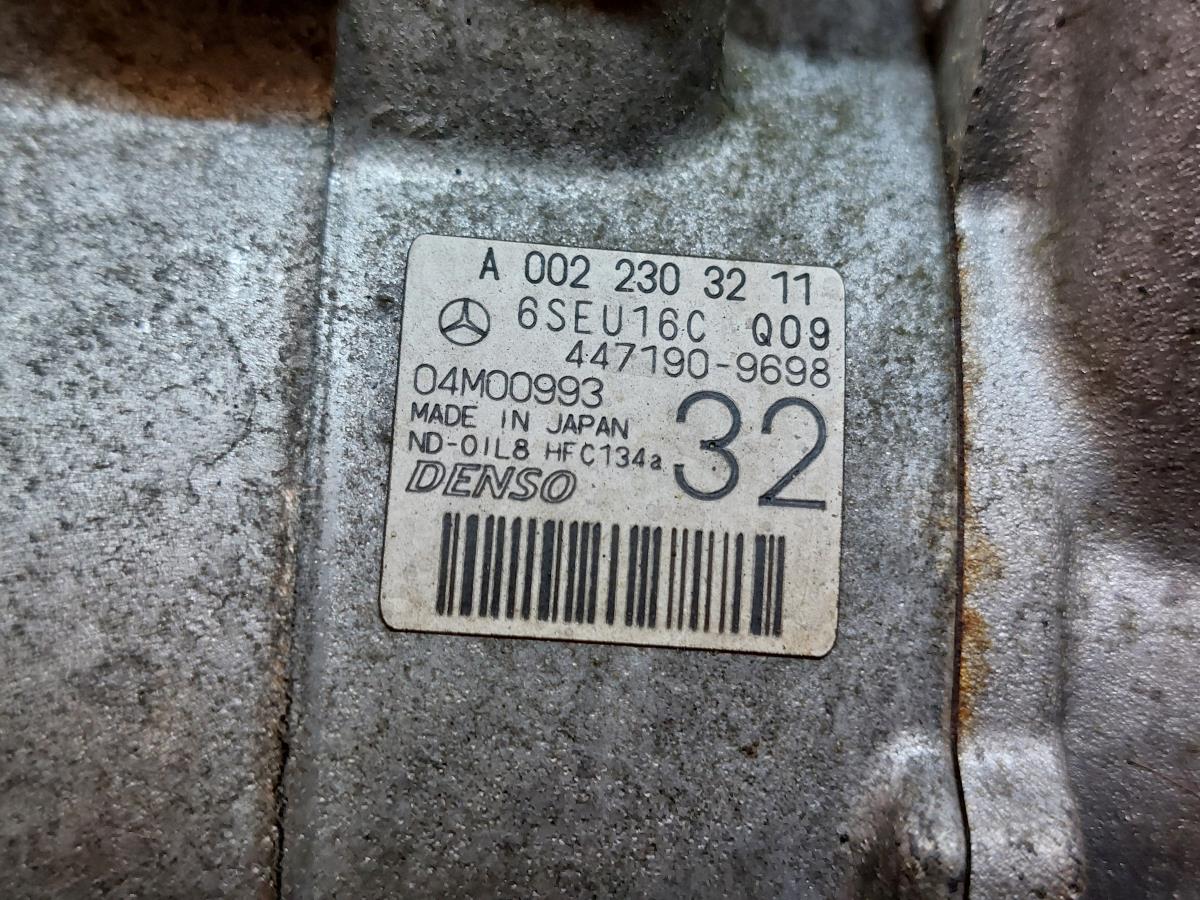 A 002 230 32 11
6SEU16C Q09
447190-9698
04M00993
MADE IN JAPAN
ND-OIL8 HFC134a
32
DENSO